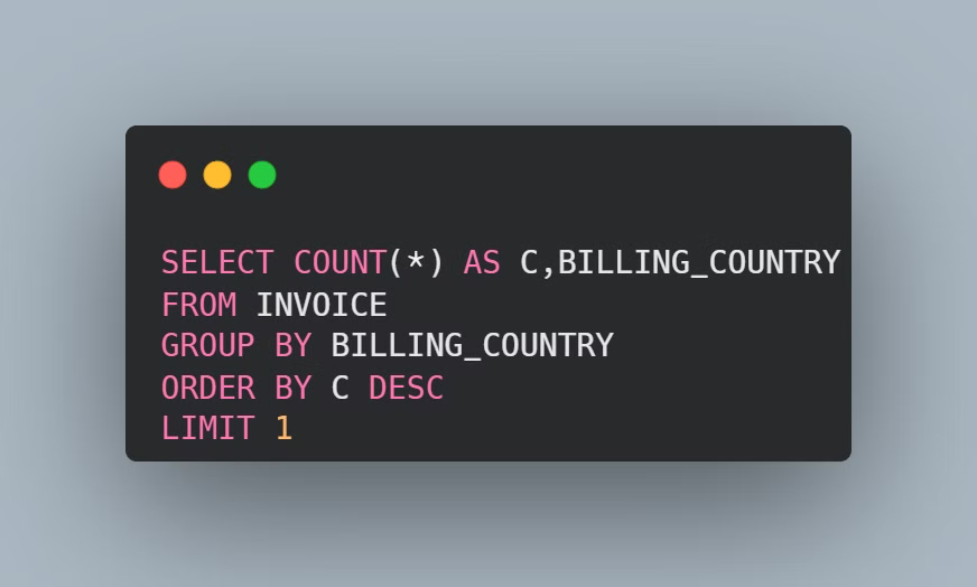 SELECT COUNT(*) AS C,BILLING_COUNTRY
FROM INVOICE
GROUP BY BILLING_COUNTRY
ORDER BY C DESC
LIMIT 1